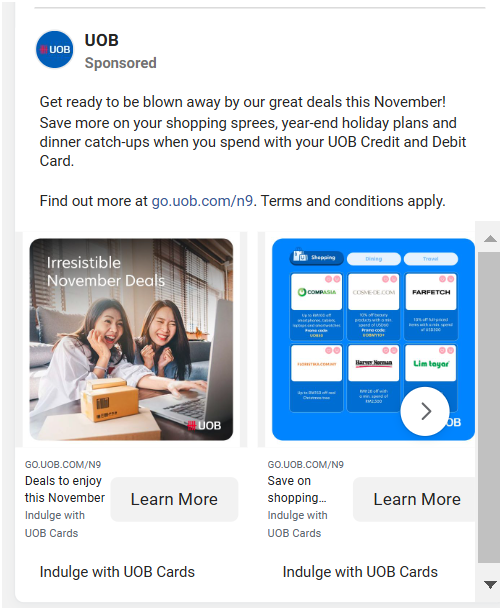 UOB
UOB
Sponsored
Get ready to be blown away by our great deals this November!
Save more on your shopping sprees, year-end holiday plans and
dinner catch-ups when you spend with your UOB Credit and Debit
Card.
Find out more at go.uob.com/n9. Terms and conditions apply.
Irresistible
November Deals
UOB
Shopping
Dining
Travel
COMPASIA
FARFETCH
Promo code:
Promo code:
Harvey Norman
Lim tayar
OB
GO.UOB.COM/N9
Deals to enjoy
this November
Indulge with
UOB Cards
Learn More
GO.UOB.COM/N9
Save on
shopping...
Indulge with
UOB Cards
Learn More
Indulge with UOB Cards
Indulge with UOB Cards